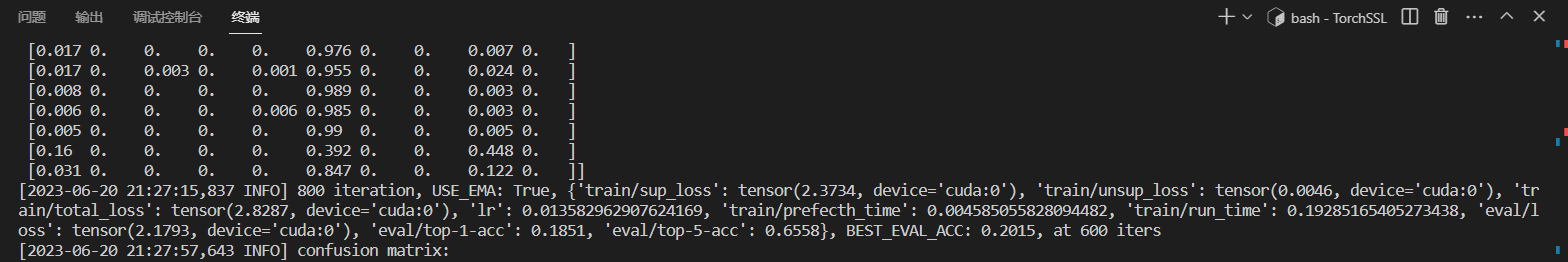 问题 输出 调试控制台 终端 bash - TorchSSL
[0.017 0. 0. 0. 0. 0.976 0. 0. 0.007 0. ]
[0.017 0. 0.003 0. 0.001 0.955 0. 0. 0.024 0. ]
[0.008 0. 0. 0. 0. 0.989 0. 0. 0.003 0. ]
[0.006 0. 0. 0. 0.006 0.985 0. 0. 0.003 0. ]
[0.005 0. 0. 0. 0. 0.99 0. 0. 0.005 0. ]
[0.16 0. 0. 0. 0. 0.392 0. 0. 0.448 0. ]
[0.031 0. 0. 0. 0. 0.847 0. 0. 0.122 0. ]]
[2023-06-20 21:27:15,837 INFO] 800 iteration, USE_EMA: True, {'train/sup_loss': tensor(2.3734, device='cuda:0'), 'train/unsup_loss': tensor(0.0046, device='cuda:0'), 'tr
ain/total_loss': tensor(2.8287, device='cuda:0'), 'lr': 0.013582962907624169, 'train/prefecth_time': 0.004585055828094482, 'train/run_time': 0.19285165405273438, 'eval/l
oss': tensor(2.1793, device='cuda:0'), 'eval/top-1-acc': 0.1851, 'eval/top-5-acc': 0.6558}, BEST_EVAL_ACC: 0.2015, at 600 iters
[2023-06-20 21:27:57,643 INFO] confusion matrix: